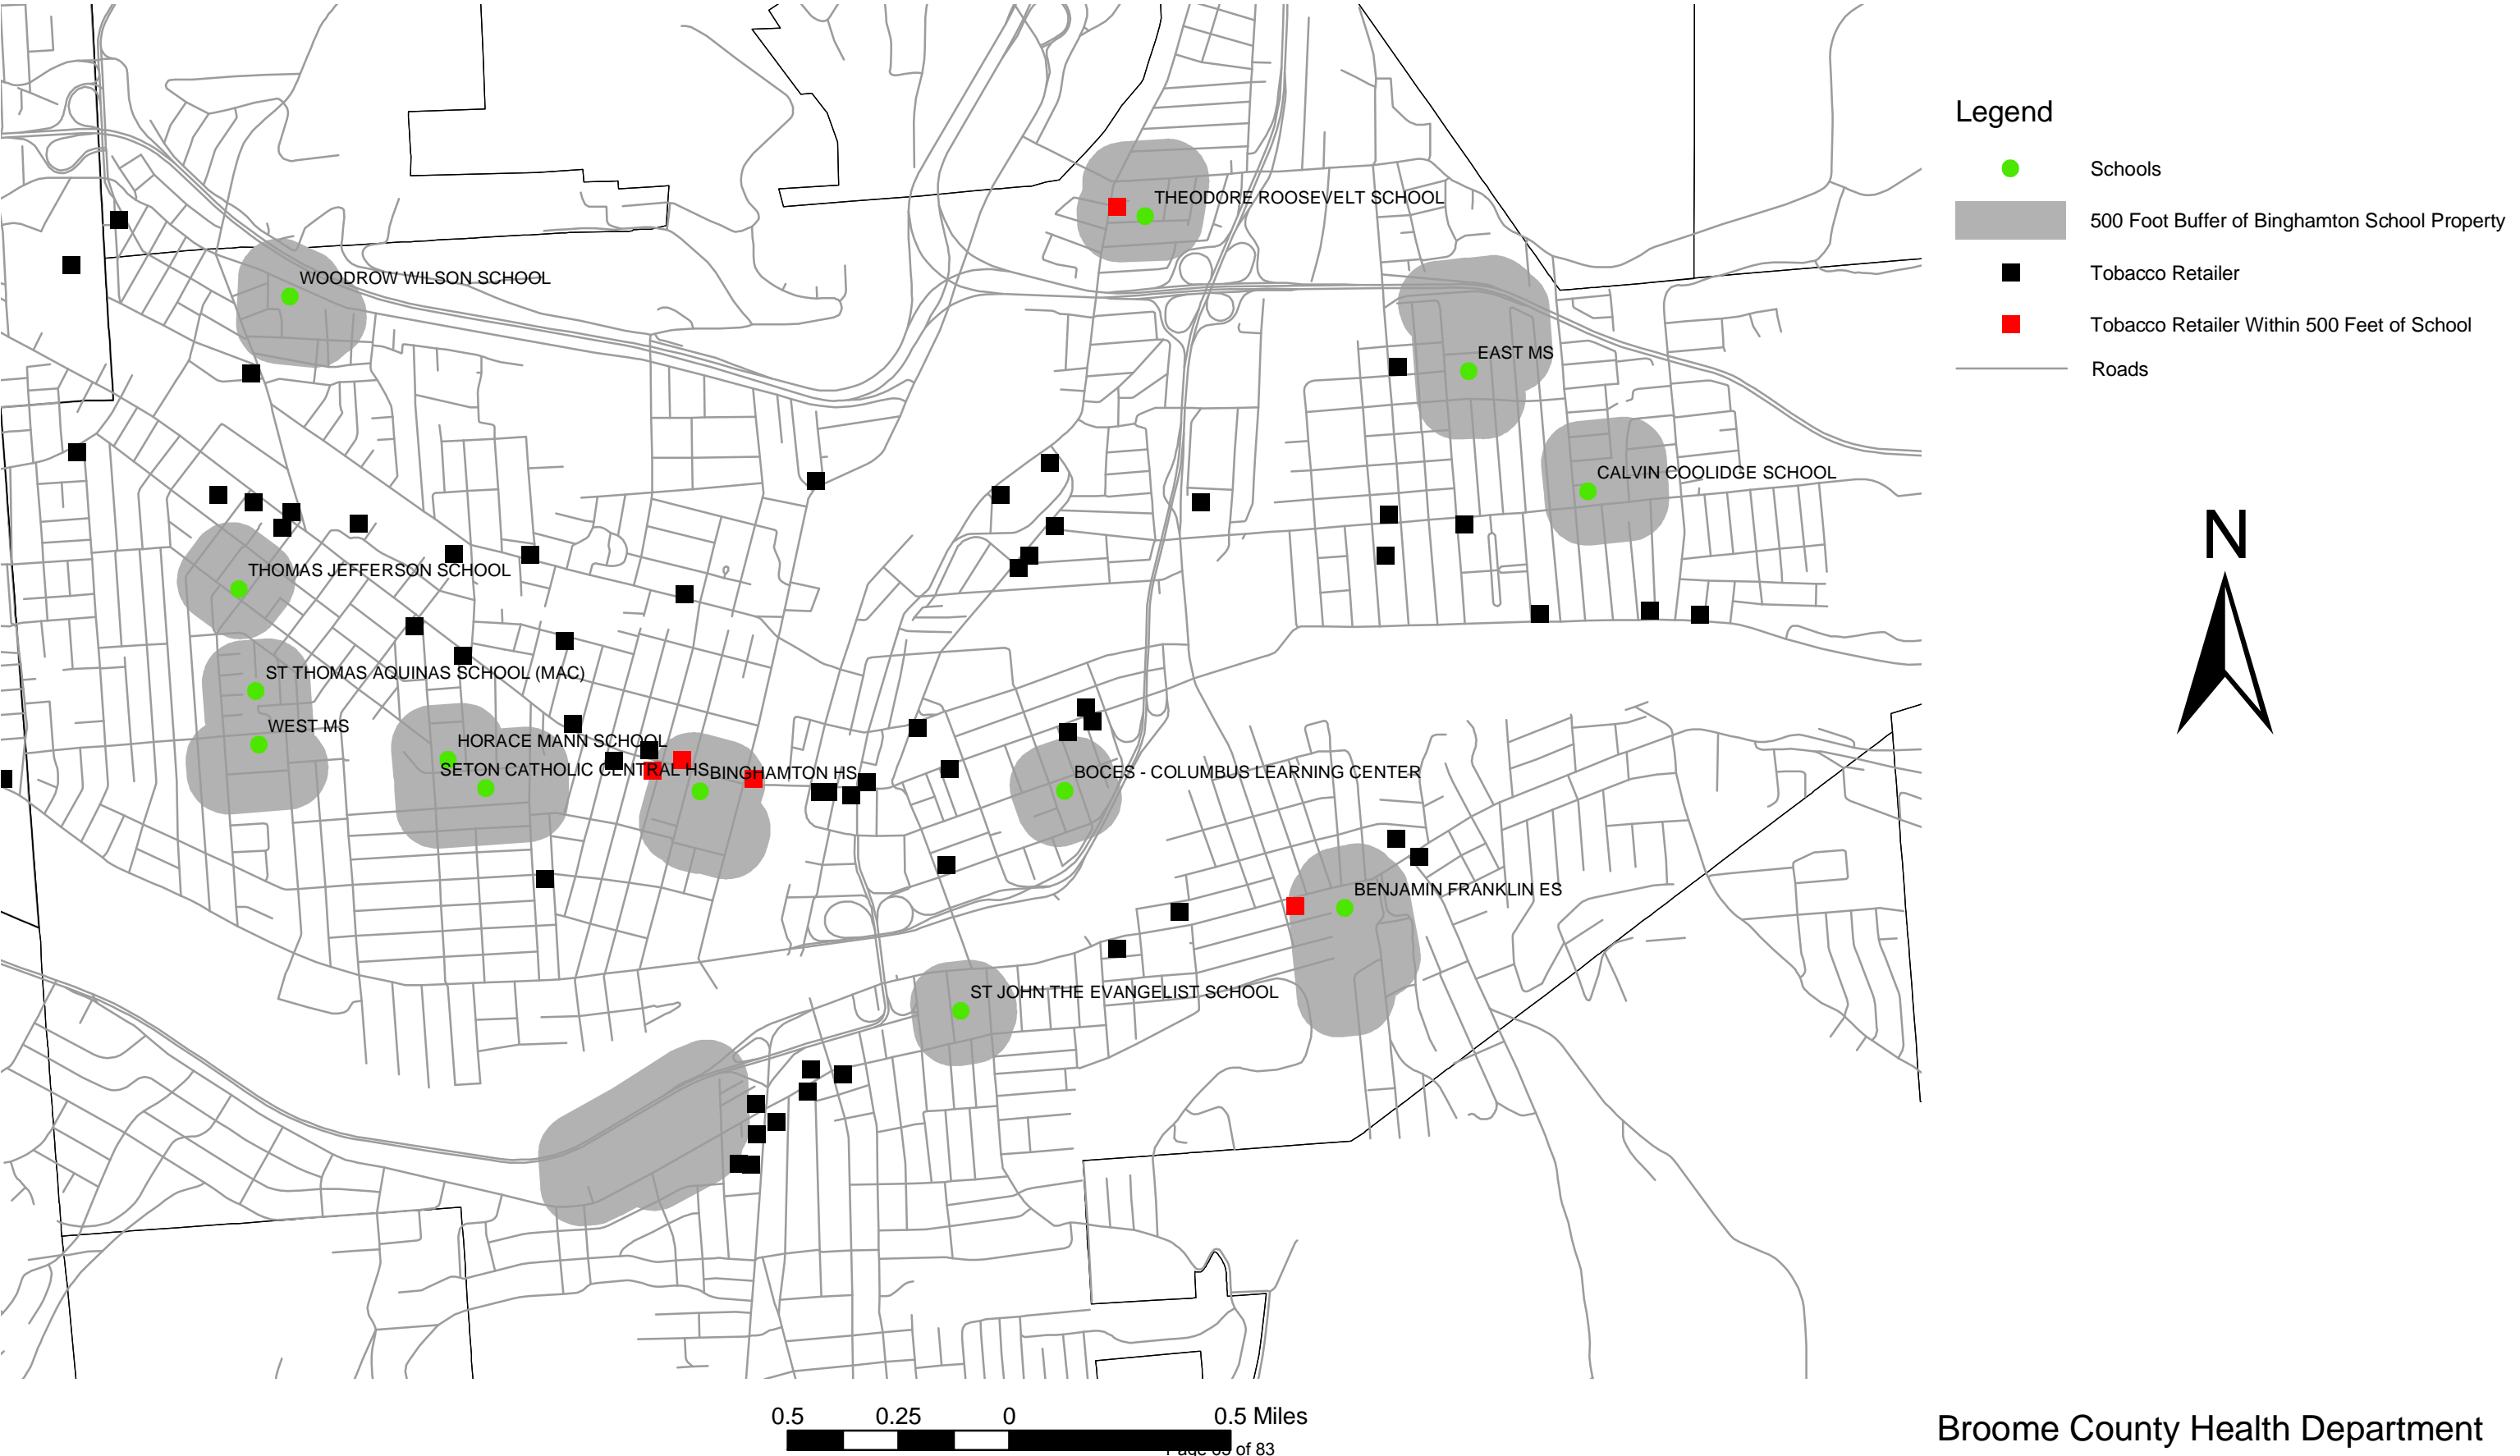 Legend
Schools
500 Foot Buffer of Binghamton School Property
Tobacco Retailer
Tobacco Retailer Within 500 Feet of School
Roads
N
THEODORE ROOSEVELT SCHOOL
WOODROW WILSON SCHOOL
EAST MS
CALVIN COOLIDGE SCHOOL
THOMAS JEFFERSON SCHOOL
ST THOMAS AQUINAS SCHOOL (MAC)
WEST MS
HORACE MANN SCHOOL
SETON CATHOLIC CENTRAL HS
BINGHAMTON HS
BOCES - COLUMBUS LEARNING CENTER
BENJAMIN FRANKLIN ES
ST JOHN THE EVANGELIST SCHOOL
0.5 0.25 0 0.5 Miles
of 83
Broome County Health Department